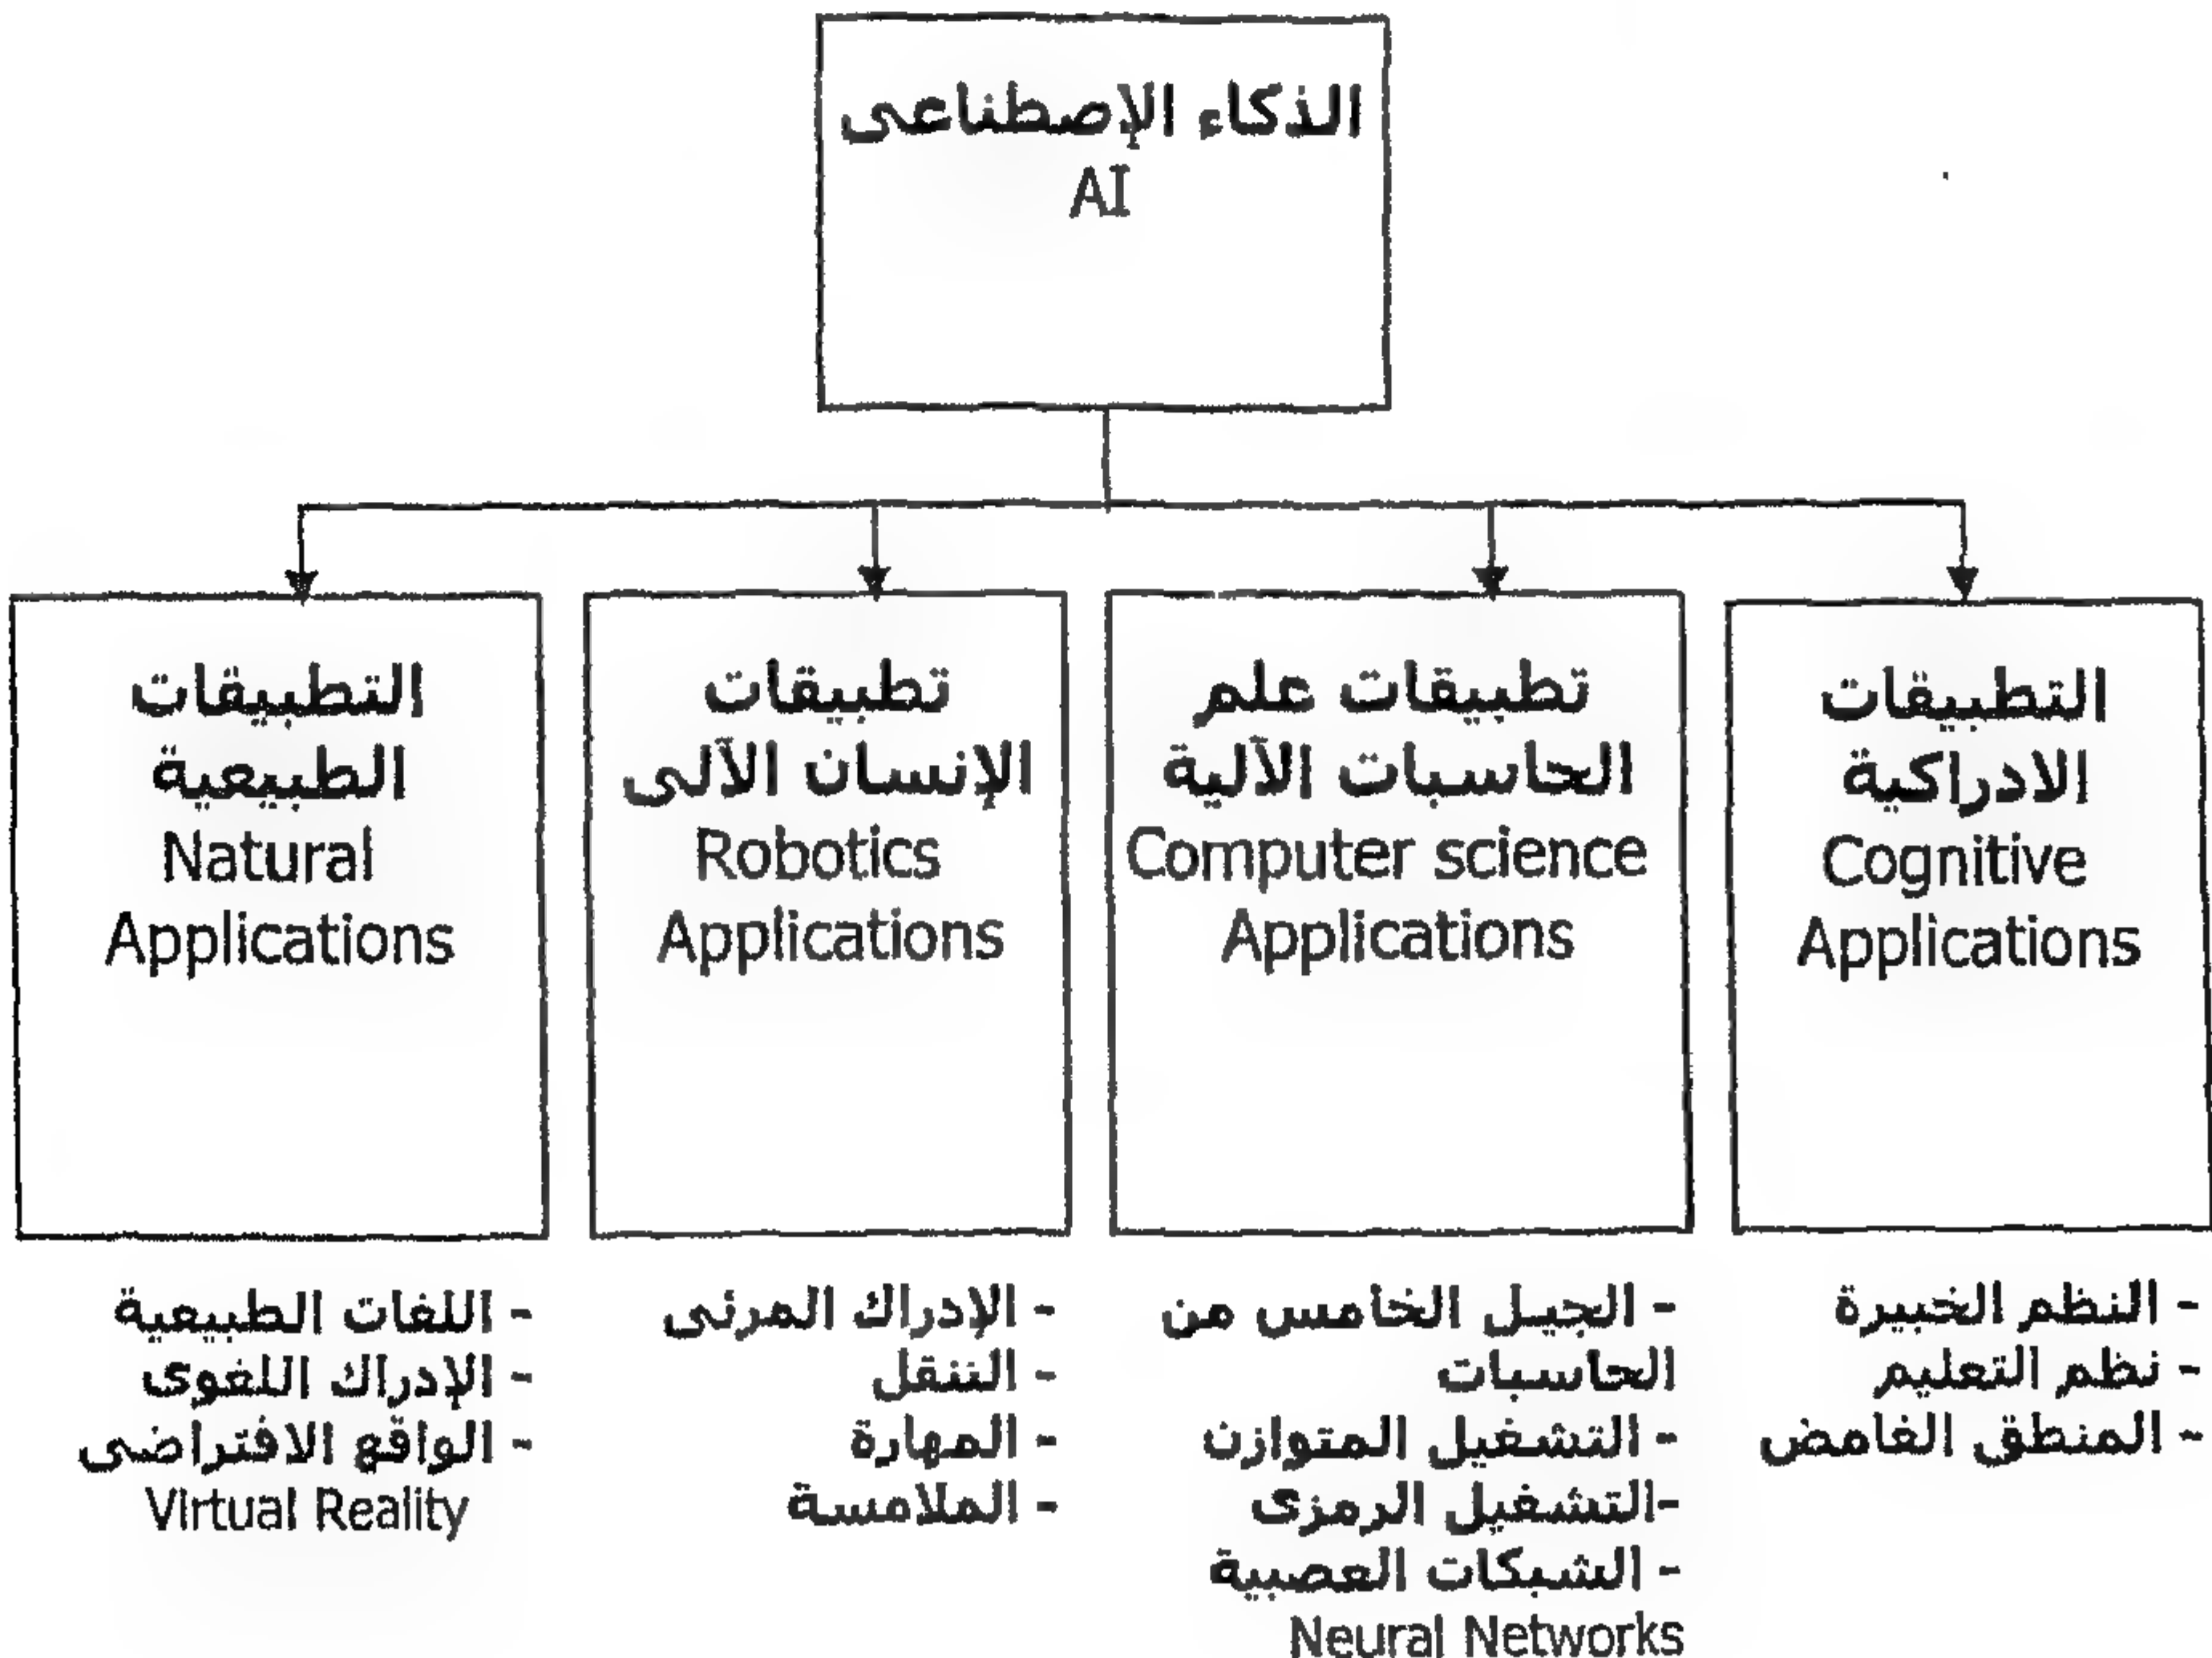 الذكاء الإصطناعى
AI
التطبيقات
الادراكية
Cognitive
Applications
تطبيقات علم
الحاسبات الآلية
Computer science
Applications
تطبيقات
الإنسان الآلى
Robotics
Applications
التطبيقات
الطبيعية
Natural
Applications
- النظم الخبيرة
- نظم التعليم
- المنطق الغامض
- الجيل الخامس من
الحاسبات
- التشغيل المتوازن
-التشغيل الرمزى
- الشبكات العصبية
Neural Networks
- الإدراك المرئى
- التنقل
- المهارة
- الملامسة
- اللغات الطبيعية
- الإدراك اللغوى
- الواقع الافتراضى
Virtual Reality